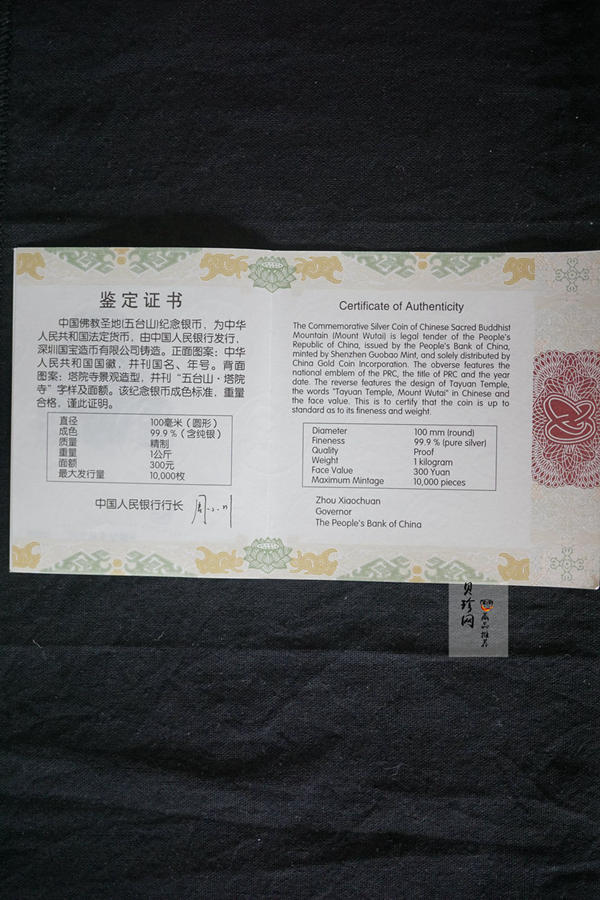 鉴定证书
中国佛教圣地(五台山)纪念银币，为中华
人民共和国法定货币，由中国人民银行发行，
深圳国宝造币有限公司铸造。正面图案：中华
人民共和国国徽，并刊国名、年号。背面
图案：塔院寺景观造型，并刊“五台山·塔院
寺”字样及面额。该纪念银币成色标准，重量
合格，谨此证明。
直径 100毫米（圆形）
成色 99.9％（含纯银）
质量 精制
重量 1公斤
面额 300元
最大发行量 10,000枚
中国人民银行行长
Certificate of Authenticity
The Commemorative Silver Coin of Chinese Sacred Buddhist
Mountain (Mount Wutai) is legal tender of the People's
Republic of China, issued by the People's Bank of China,
minted by Shenzhen Guobao Mint, and solely distributed by
China Gold Coin Incorporation. The obverse features the
national emblem of the PRC, the title of PRC and the year
date. The reverse features the design of Tayuan Temple,
the words "Tayuan Temple, Mount Wutai" in Chinese and
the face value. This is to certify that the coin is up to
standard as to its fineness and weight.
Diameter 100 mm (round)
Fineness 99.9 % (pure silver)
Quality Proof
Weight 1 kilogram
Face Value 300 Yuan
Maximum Mintage 10,000 pieces
Zhou Xiaochuan
Governor
The People's Bank of China
贝珍网
藏品推荐